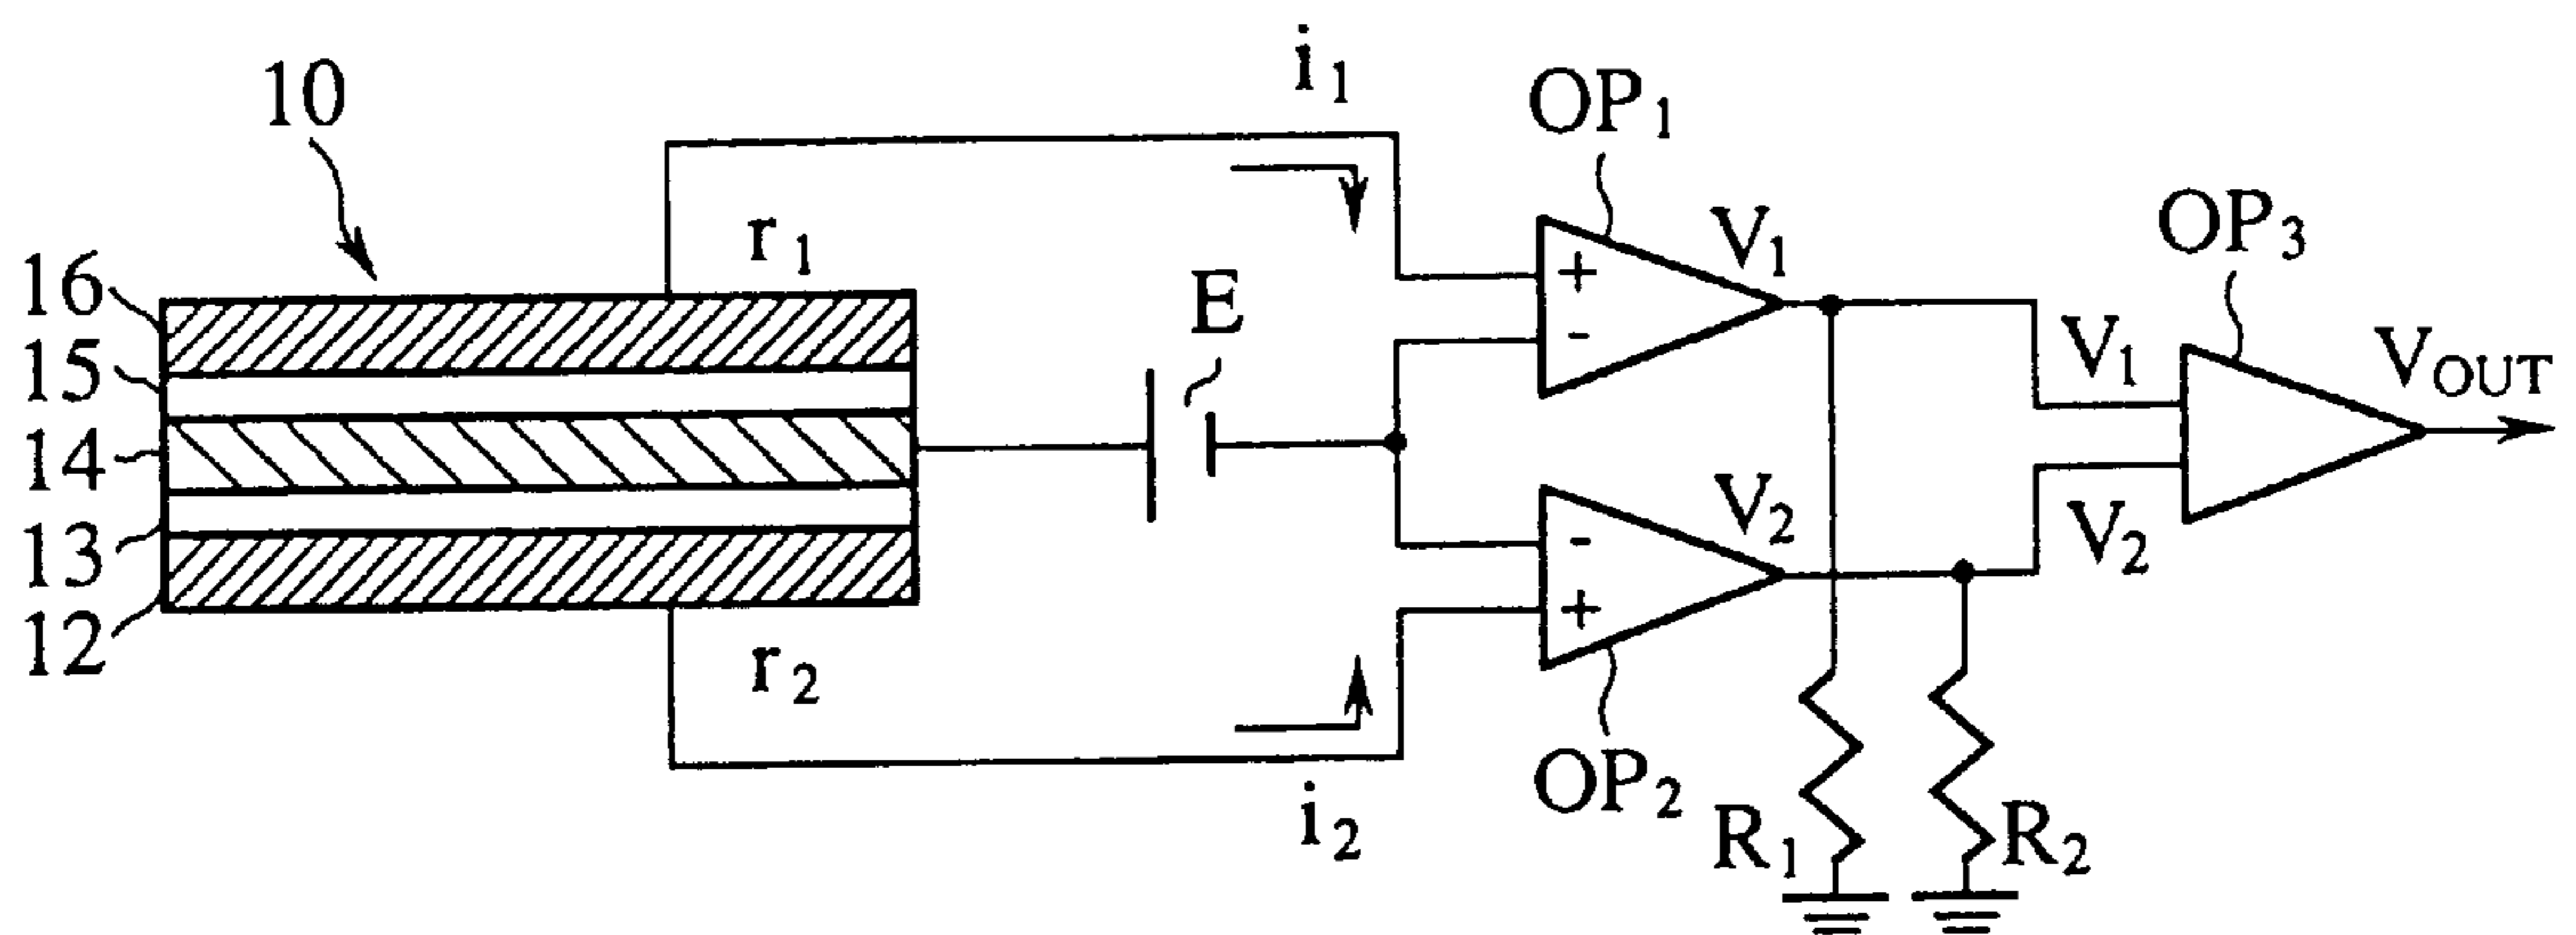 10
i₁
OP₁
OP₃
r₁
V₁
E
16
15
14
13
12
+
-
-
+
V₁
V_OUT
V₂
V₂
r₂
i₂
OP₂
R₁
R₂